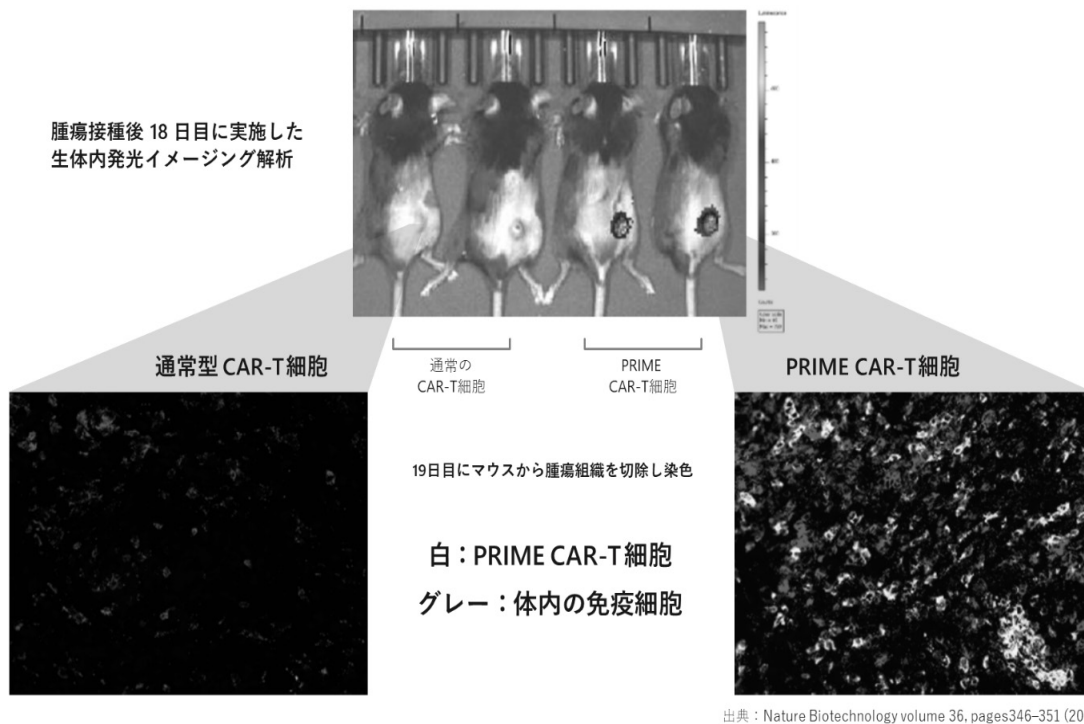 腫瘍接種後 18 日目に実施した
生体内発光イメージング解析
Luminescence
通常型 CAR-T細胞
通常の
CAR-T細胞
PRIME
CAR-T細胞
PRIME CAR-T細胞
19日目にマウスから腫瘍組織を切除し染色
白：PRIME CAR-T細胞
グレー：体内の免疫細胞
出典：Nature Biotechnology volume 36, pages346–351 (20